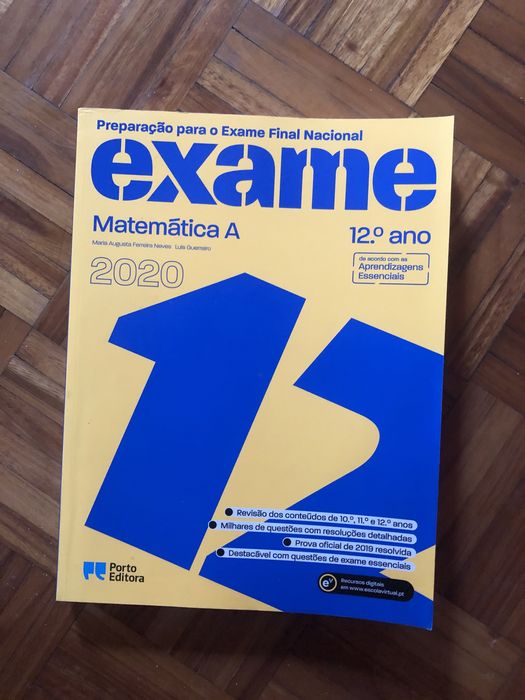 Preparação para o Exame Final Nacional
exame
Matemática A
12.º ano
Maria Augusta Ferreira Neves Luís Guerreiro
2020
de acordo com as
Aprendizagens
Essenciais
12
Revisão dos conteúdos de 10.º, 11.º e 12.º anos
Milhares de questões com resoluções detalhadas
Prova oficial de 2019 resolvida
Destacável com questões de exame essenciais
Porto
Editora
ev
Recursos digitais
em www.escolavirtual.pt